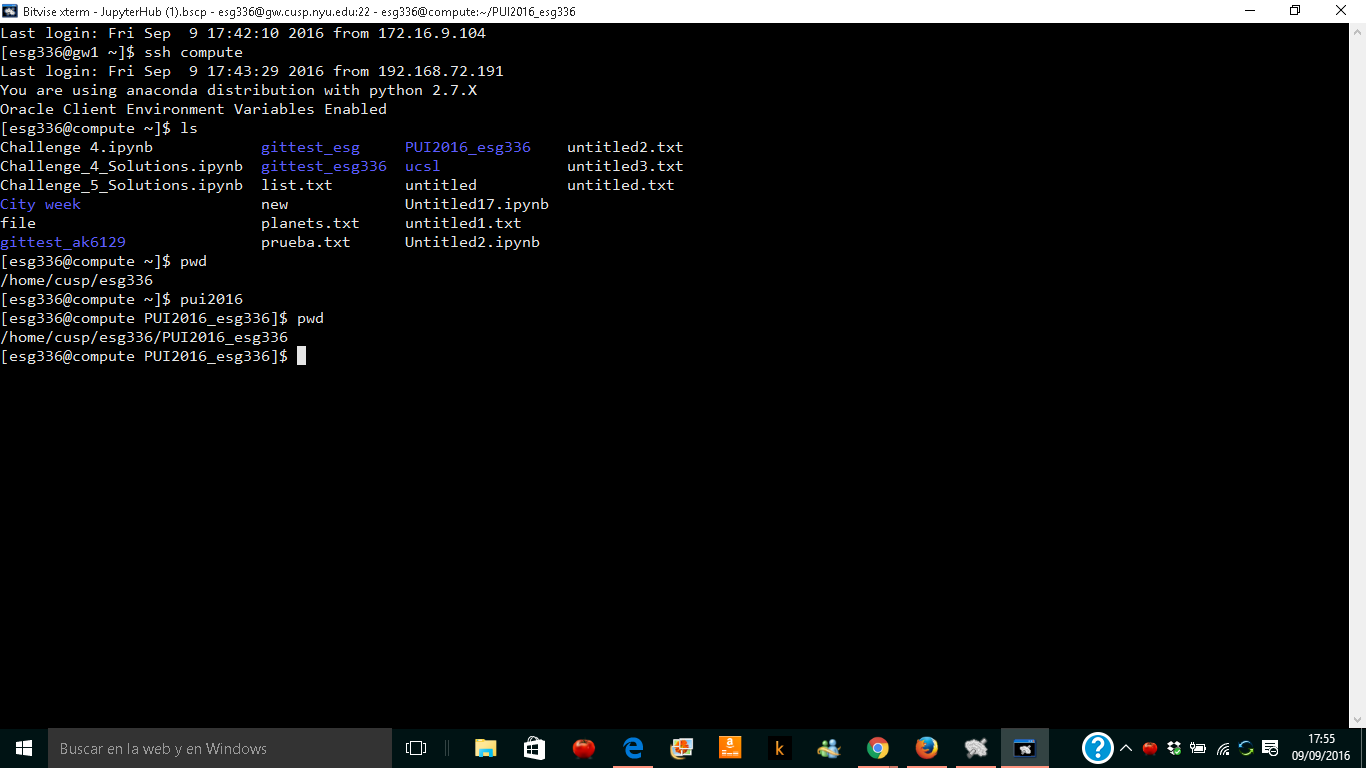 Bitvise xterm - JupyterHub (1).bscp - esg336@gw.cusp.nyu.edu:22 - esg336@compute:~/PUI2016_esg336
Last login: Fri Sep  9 17:42:10 2016 from 172.16.9.104
[esg336@gw1 ~]$ ssh compute
Last login: Fri Sep  9 17:43:29 2016 from 192.168.72.191
You are using anaconda distribution with python 2.7.X
Oracle Client Environment Variables Enabled
[esg336@compute ~]$ ls
Challenge 4.ipynb            gittest_esg     PUI2016_esg336    untitled2.txt
Challenge_4_Solutions.ipynb  gittest_esg336  ucsl              untitled3.txt
Challenge_5_Solutions.ipynb  list.txt        untitled          untitled.txt
City week                    new             Untitled17.ipynb
file                         planets.txt     untitled1.txt
gittest_ak6129               prueba.txt      Untitled2.ipynb
[esg336@compute ~]$ pwd
/home/cusp/esg336
[esg336@compute ~]$ pui2016
[esg336@compute PUI2016_esg336]$ pwd
/home/cusp/esg336/PUI2016_esg336
[esg336@compute PUI2016_esg336]$
Buscar en la web y en Windows
a
k
?
17:55
09/09/2016